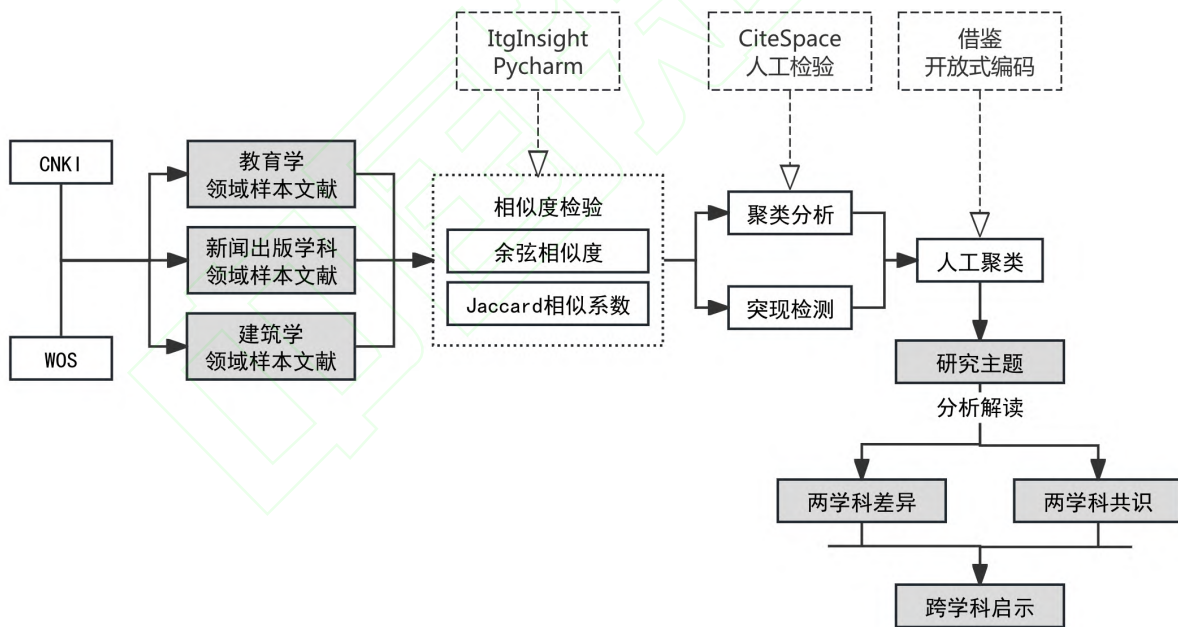 ItgInsight
Pycharm
CiteSpace
人工检验
借鉴
开放式编码
CNKI
WOS
教育学
领域样本文献
新闻出版学科
领域样本文献
建筑学
领域样本文献
相似度检验
余弦相似度
Jaccard相似系数
聚类分析
突现检测
人工聚类
研究主题
分析解读
两学科差异
两学科共识
跨学科启示